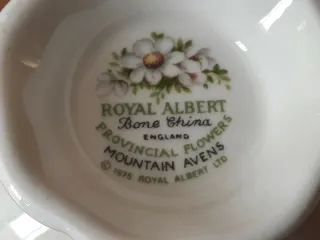 ROYAL ALBERT
Bone China
ENGLAND
PROVINCIAL FLOWERS
MOUNTAIN AVENS
© 1975 ROYAL ALBERT LTD